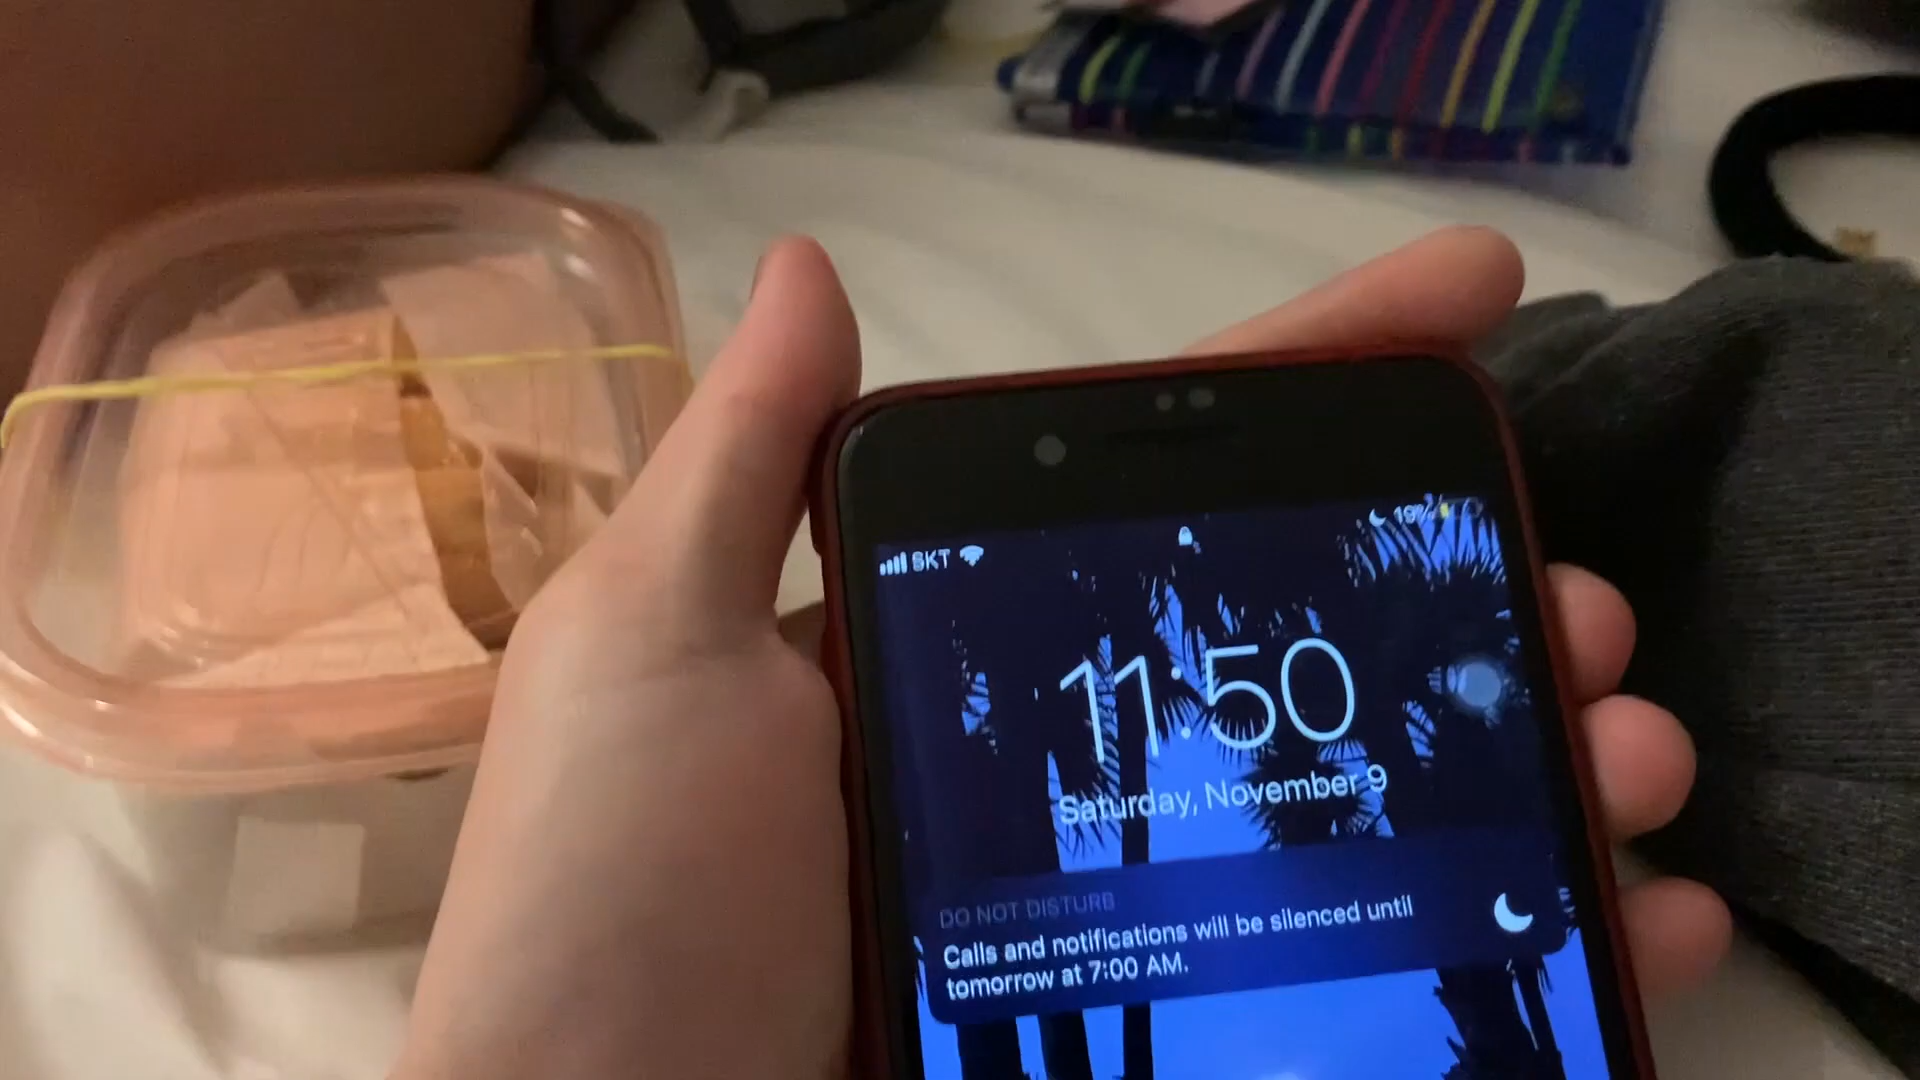 SKT
19%
11:50
Saturday, November 9
DO NOT DISTURB
Calls and notifications will be silenced until
tomorrow at 7:00 AM.